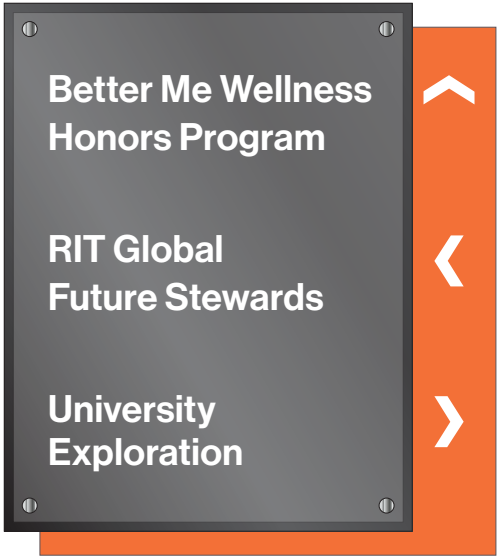 Better Me Wellness
Honors Program
RIT Global
Future Stewards
University
Exploration